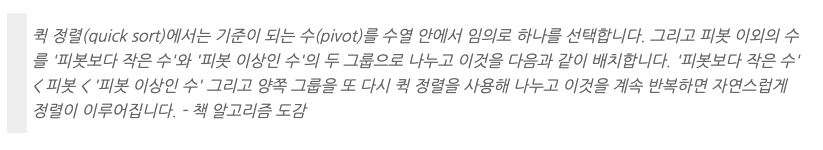 퀵 정렬(quick sort)에서는 기준이 되는 수(pivot)를 수열 안에서 임의로 하나를 선택합니다. 그리고 피봇 이외의 수
를 '피봇보다 작은 수'와 '피봇 이상인 수'의 두 그룹으로 나누고 이것을 다음과 같이 배치합니다. '피봇보다 작은 수'
< 피봇 < '피봇 이상인 수' 그리고 양쪽 그룹을 또 다시 퀵 정렬을 사용해 나누고 이것을 계속 반복하면 자연스럽게
정렬이 이루어집니다. - 책 알고리즘 도감